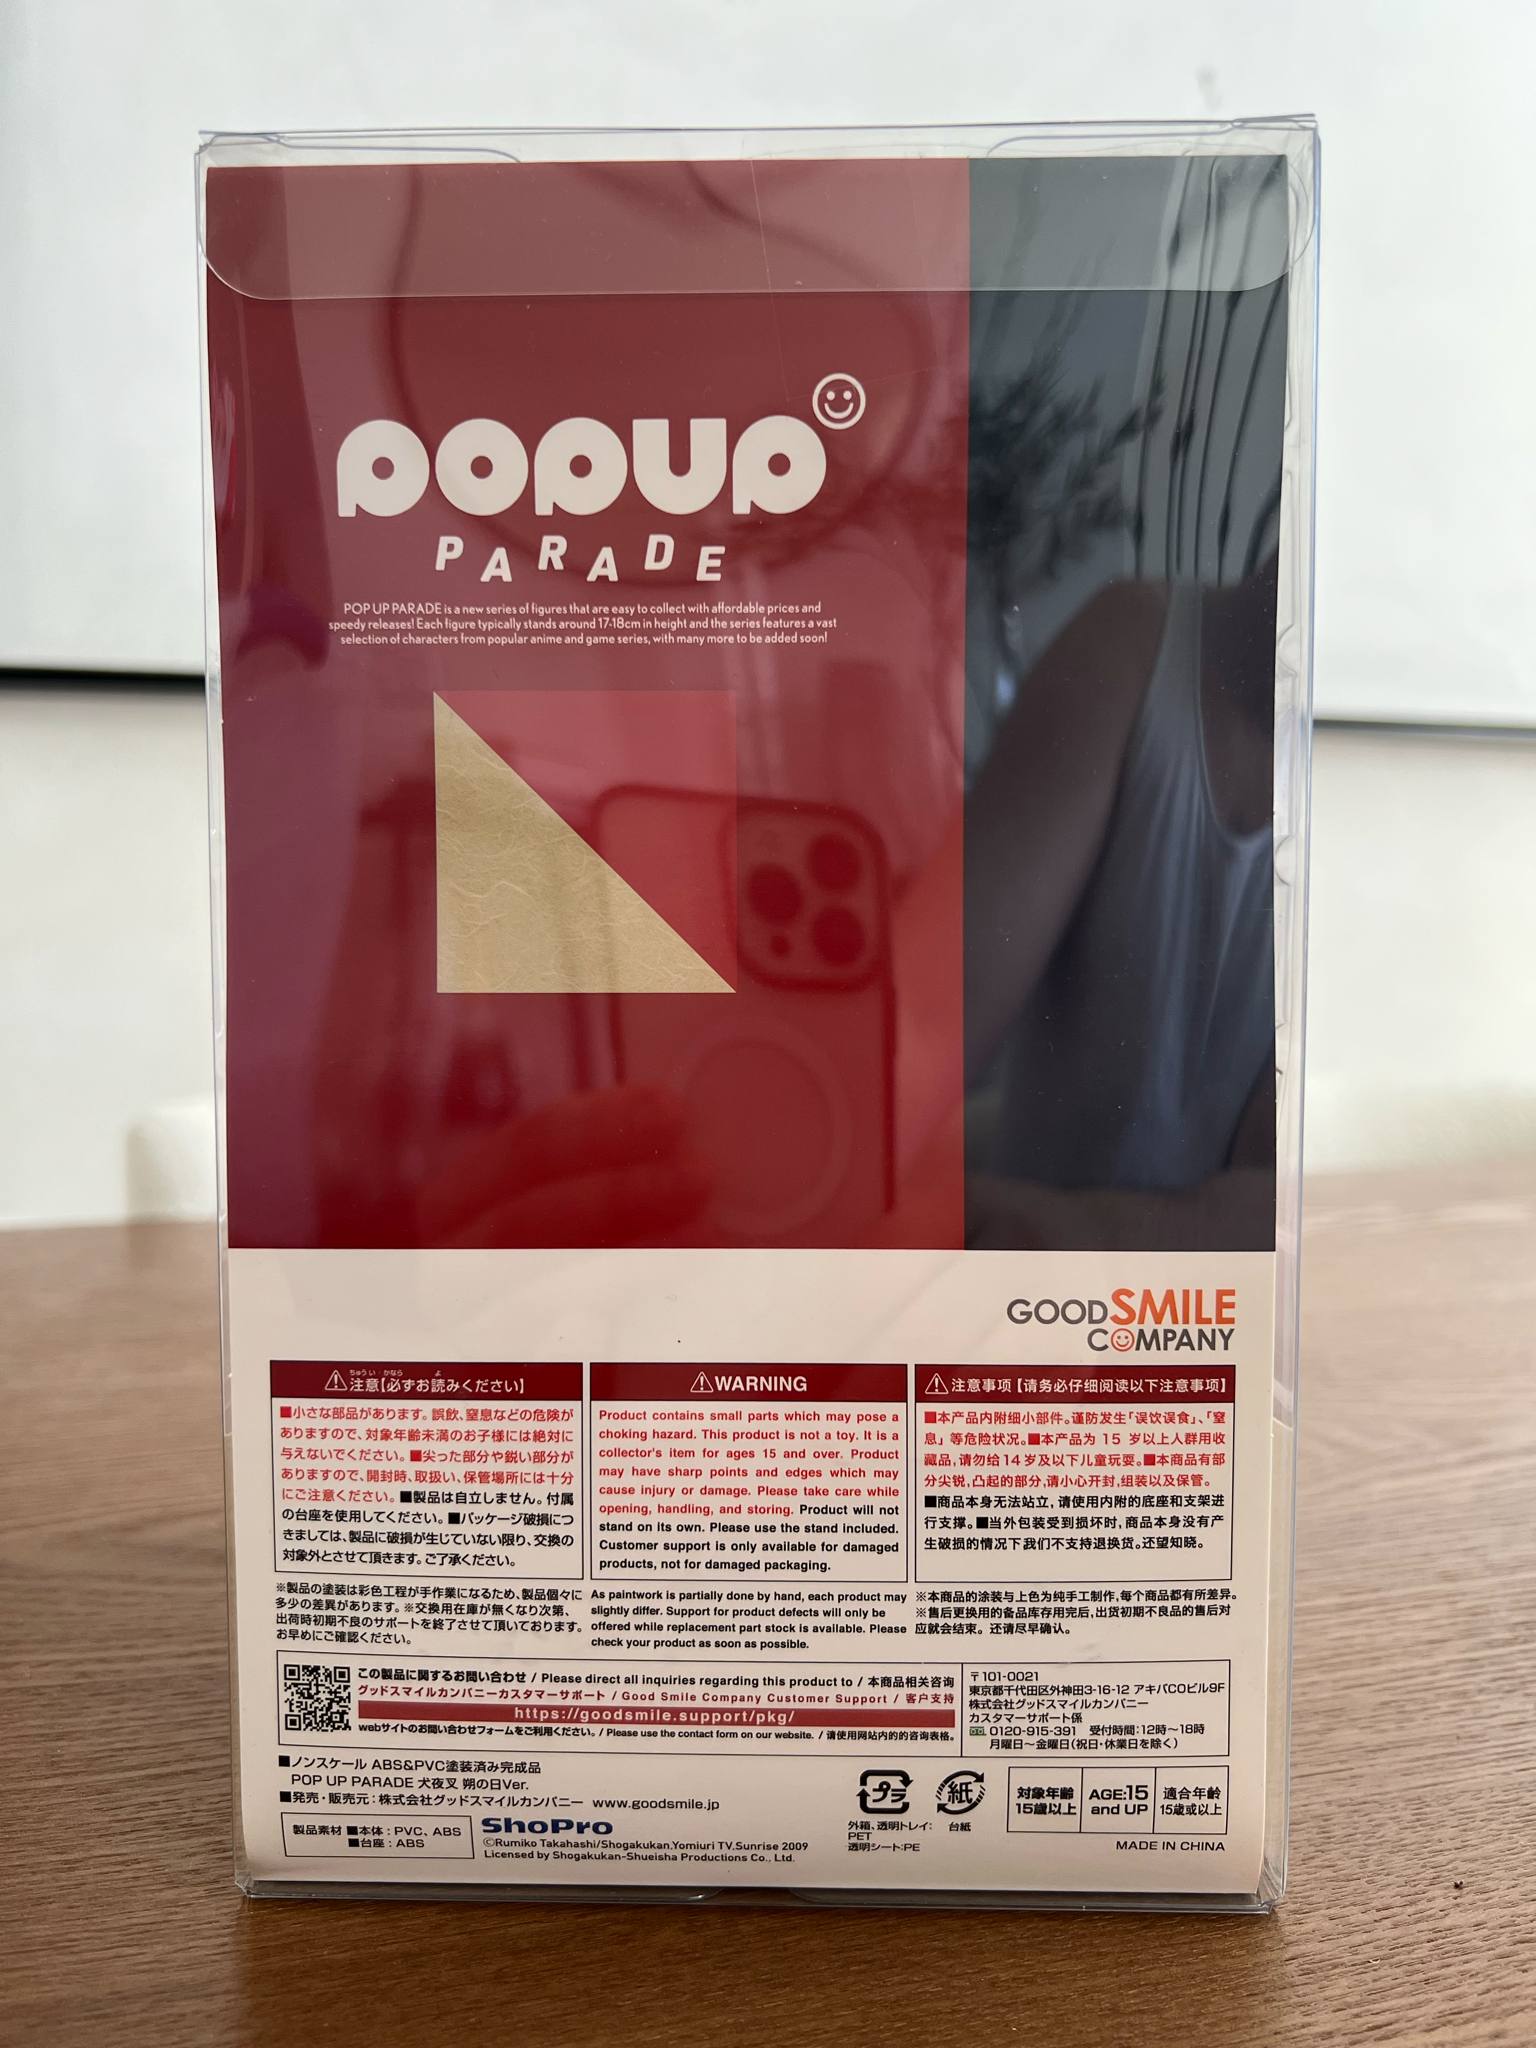 POPUP
PARADE
POP UP PARADE is a new series of figures that are easy to collect with affordable prices and
speedy releases! Each figure typically stands around 17-18cm in height and the series features a vast
selection of characters from popular anime and game series, with many more to be added soon!
GOODSMILE
COMPANY
ちゅうい かなら よ
⚠注意【必ずお読みください】
■小さな部品があります。誤飲、窒息などの危険が
ありますので、対象年齢未満のお子様には絶対に
与えないでください。■尖った部分や鋭い部分が
ありますので、開封時、取扱い、保管場所には十分
にご注意ください。■製品は自立しません。付属
の台座を使用してください。■パッケージ破損につ
きましては、製品に破損が生じていない限り、交換の
対象外とさせて頂きます。ご了承ください。
⚠WARNING
Product contains small parts which may pose a
choking hazard. This product is not a toy. It is a
collector's item for ages 15 and over. Product
may have sharp points and edges which may
cause injury or damage. Please take care while
opening, handling, and storing. Product will not
stand on its own. Please use the stand included.
Customer support is only available for damaged
products, not for damaged packaging.
⚠注意事项【请务必仔细阅读以下注意事项】
■本产品内附细小部件。谨防发生「误饮误食」、「窒
息」等危险状况。■本产品为 15 岁以上人群用收
藏品,请勿给14岁及以下儿童玩耍。■本商品有部
分尖锐,凸起的部分,请小心开封,组装以及保管。
■商品本身无法站立,请使用内附的底座和支架进
行支撑。■当外包装受到损坏时,商品本身没有产
生破损的情况下我们不支持退换货。还望知晓。
※製品の塗装は彩色工程が手作業になるため、製品個々に
多少の差異があります。※交換用在庫が無くなり次第、
出荷時初期不良のサポートを終了させて頂いております。
お早めにご確認ください。
As paintwork is partially done by hand, each product may
slightly differ. Support for product defects will only be
offered while replacement part stock is available. Please
check your product as soon as possible.
※本商品的涂装与上色为纯手工制作,每个商品都有所差异。
※售后更换用的备品库存用完后,出货初期不良品的售后对
应就会结束。 还请尽早确认。
この製品に関するお問い合わせ / Please direct all inquiries regarding this product to / 本商品相关咨询
グッドスマイルカンパニーカスタマーサポート / Good Smile Company Customer Support / 客户支持
https://goodsmile.support/pkg/
webサイトのお問い合わせフォームをご利用ください。/ Please use the contact form on our website. / 请使用网站内的的咨询表格。
〒101-0021
東京都千代田区外神田3-16-12 アキバCOビル9F
株式会社グッドスマイルカンパニー
カスタマーサポート係
0120-915-391 受付時間:12時~18時
月曜日~金曜日(祝日・休業日を除く)
■ノンスケール ABS&PVC塗装済み完成品
POP UP PARADE 犬夜叉 朔の日Ver.
■発売・販売元:株式会社グッドスマイルカンパニー www.goodsmile.jp
製品素材 ■本体:PVC、ABS
■台座:ABS
ShoPro
©Rumiko Takahashi/Shogakukan,Yomiuri TV,Sunrise 2009
Licensed by Shogakukan-Shueisha Productions Co., Ltd.
プラ
外箱、透明トレイ:
PET
透明シート:PE
紙
台紙
対象年齢
15歳以上
AGE:15
and UP
適合年齢
15歳或以上
MADE IN CHINA